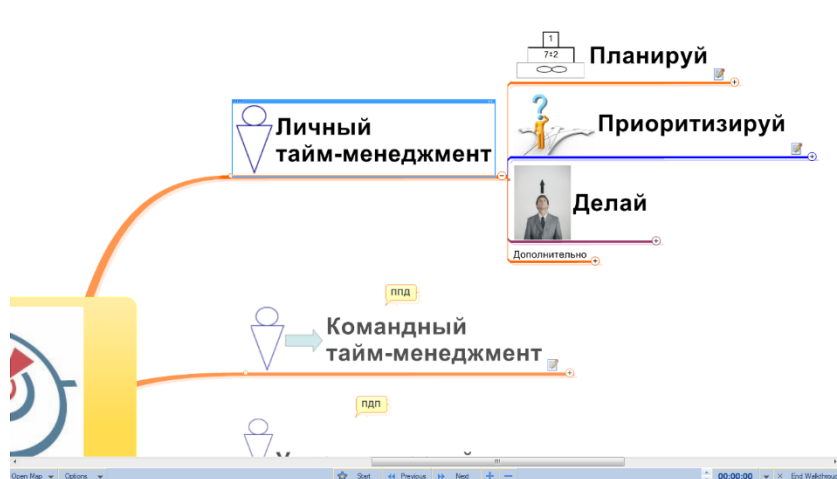 1
7±2
Планируй
Приоритизируй
Личный
тайм-менеджмент
Делай
Дополнительно
ппд
Командный
тайм-менеджмент
пдп
Open Map
Options
Start
Previous
Next
00:00:00
End Walkthroug